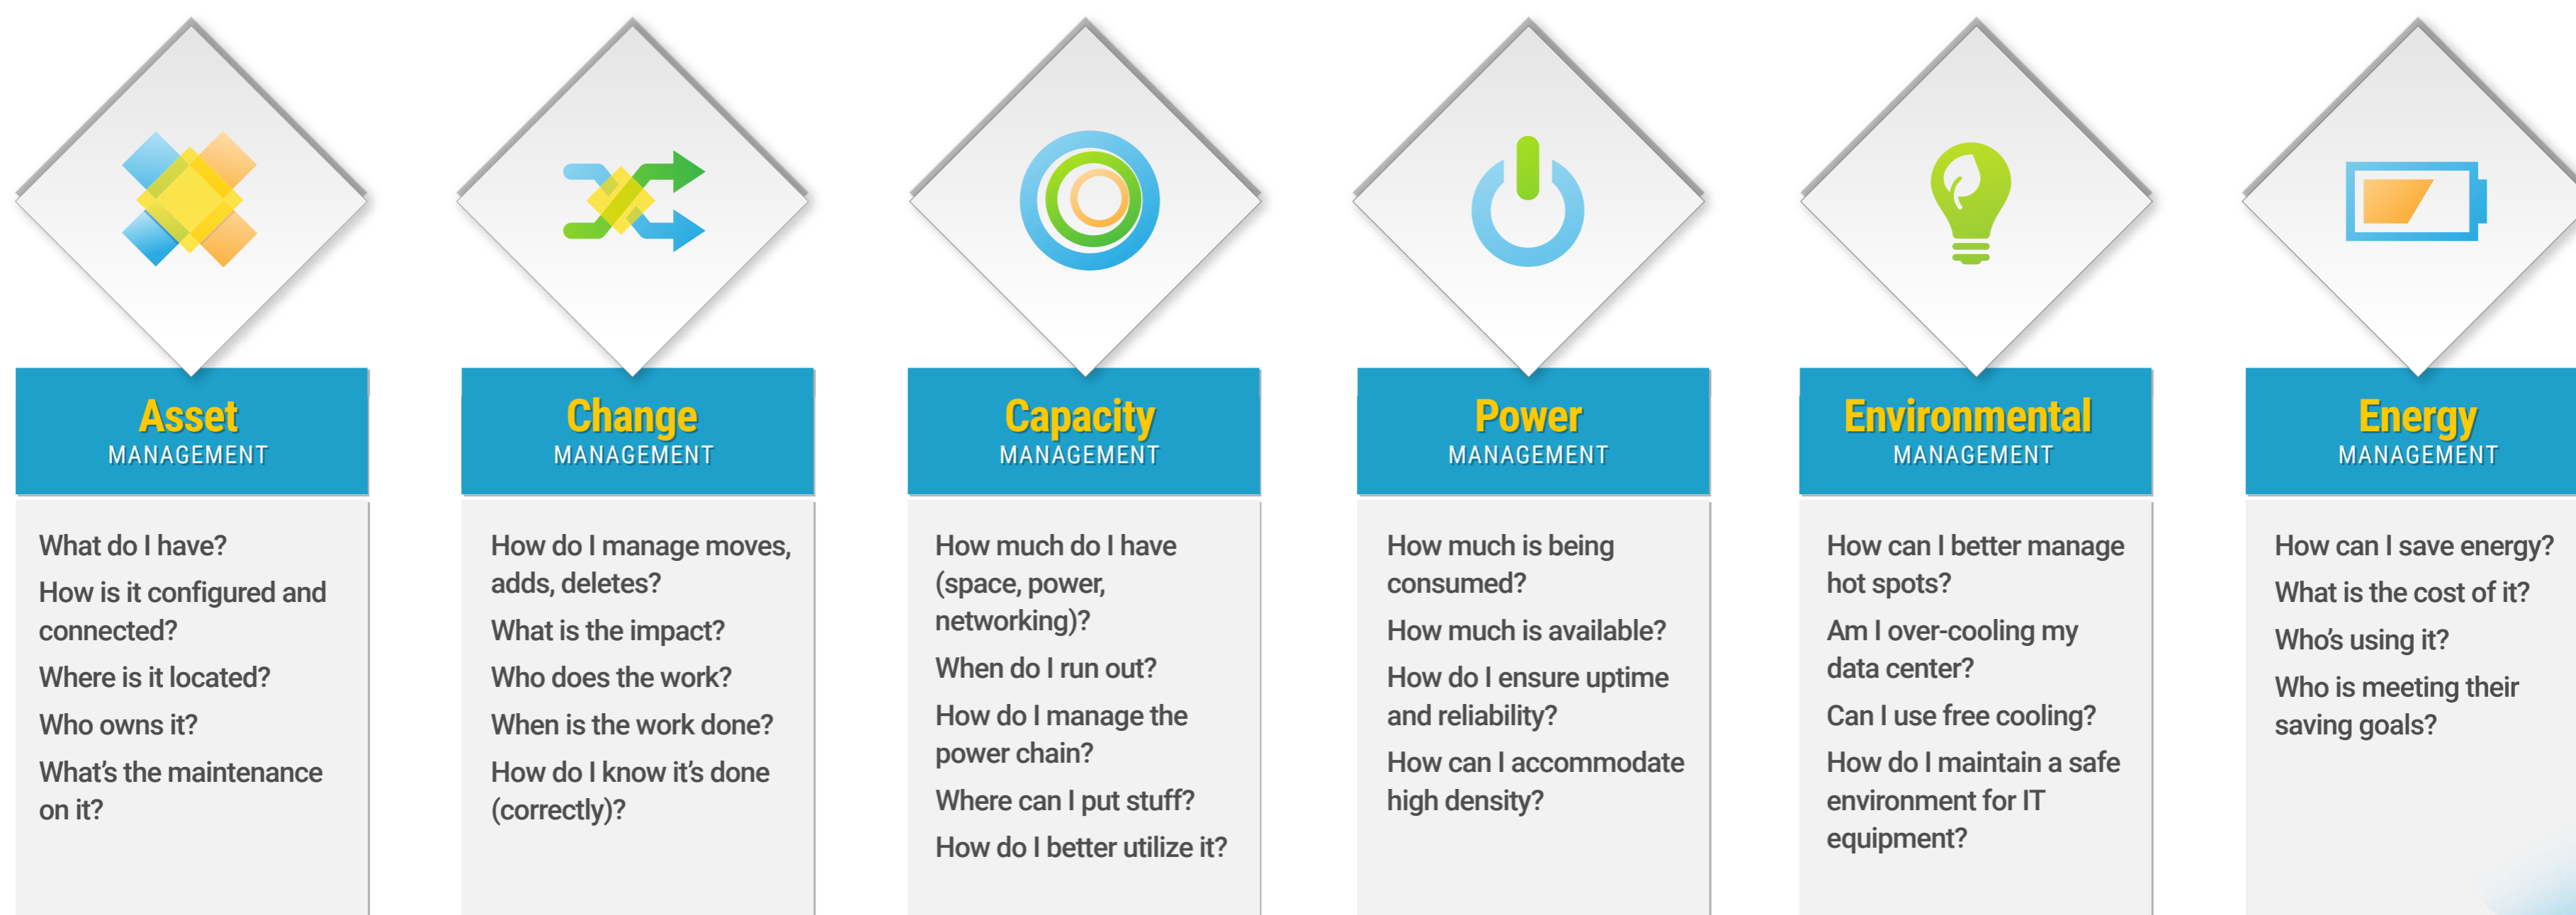 Asset
MANAGEMENT
What do I have?
How is it configured and
connected?
Where is it located?
Who owns it?
What's the maintenance
on it?
Change
MANAGEMENT
How do I manage moves,
adds, deletes?
What is the impact?
Who does the work?
When is the work done?
How do I know it's done
(correctly)?
Capacity
MANAGEMENT
How much do I have
(space, power,
networking)?
When do I run out?
How do I manage the
power chain?
Where can I put stuff?
How do I better utilize it?
Power
MANAGEMENT
How much is being
consumed?
How much is available?
How do I ensure uptime
and reliability?
How can I accommodate
high density?
Environmental
MANAGEMENT
How can I better manage
hot spots?
Am I over-cooling my
data center?
Can I use free cooling?
How do I maintain a safe
environment for IT
equipment?
Energy
MANAGEMENT
How can I save energy?
What is the cost of it?
Who's using it?
Who is meeting their
saving goals?